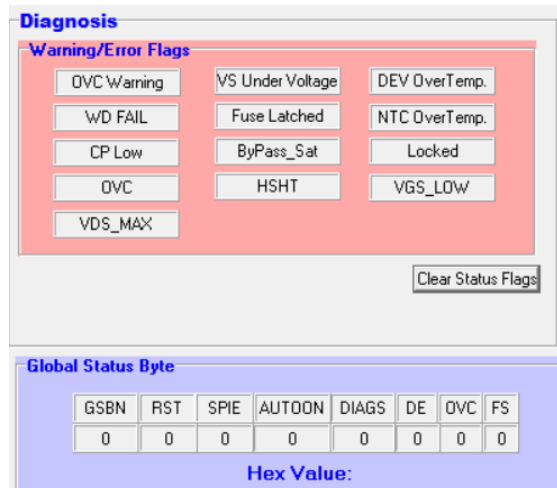 Diagnosis
Warning/Error Flags
OVC Warning VS Under Voltage DEV OverTemp.
WD FAIL Fuse Latched NTC OverTemp.
CP Low ByPass_Sat Locked
OVC HSHT VGS_LOW
VDS_MAX
Clear Status Flags
Global Status Byte
GSBN RST SPIE AUTOON DIAGS DE OVC FS
0 0 0 0 0 0 0 0
Hex Value: